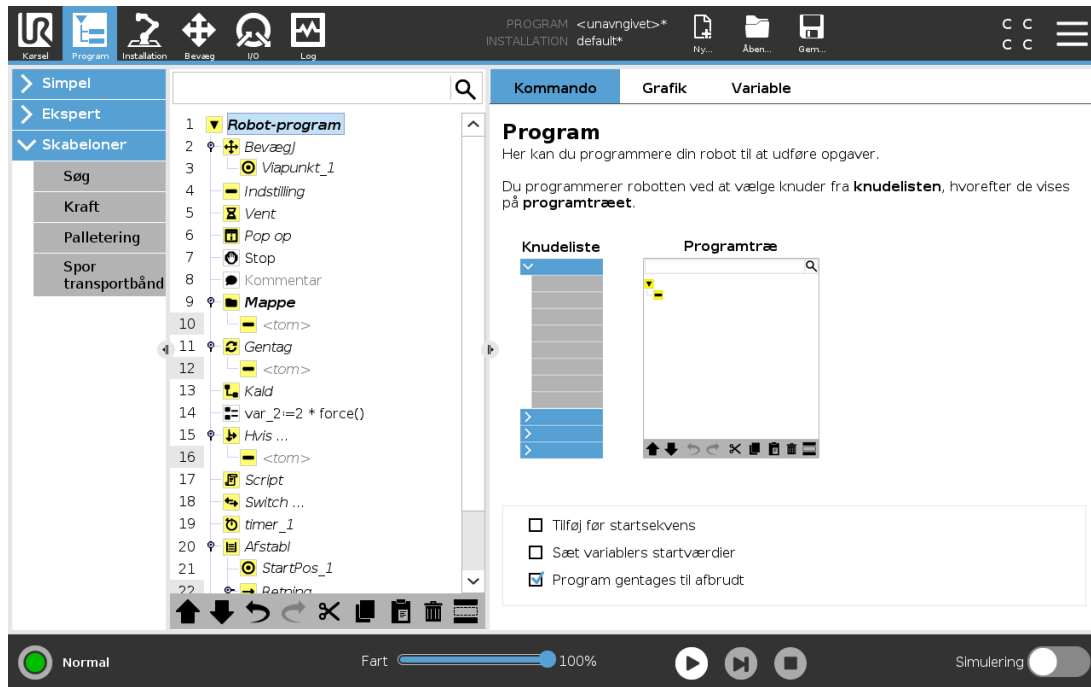 UR
PROGRAM <unavngivet>*
INSTALLATION default*
C C
C C
Kørsel Program Installation Bevæg I/O Log
Ny... Åben... Gem...
Simpel
Ekspert
Skabeloner
Søg
Kraft
Palletering
Spor
transportbånd
1 Robot-program
2 BevægJ
3 Viapunkt_1
4 Indstilling
5 Vent
6 Pop op
7 Stop
8 Kommentar
9 Mappe
10 <tom>
11 Gentag
12 <tom>
13 Kald
14 var_2:=2 * force()
15 Hvis ...
16 <tom>
17 Script
18 Switch ...
19 timer_1
20 Afstabl
21 StartPos_1
22 Retning
Kommando Grafik Variable
Program
Her kan du programmere din robot til at udføre opgaver.
Du programmerer robotten ved at vælge knuder fra knudelisten, hvorefter de vises
på programtræet.
Knudeliste Programtræ
Tilføj før startsekvens
Sæt variablers startværdier
Program gentages til afbrudt
Normal
Fart 100%
Simulering